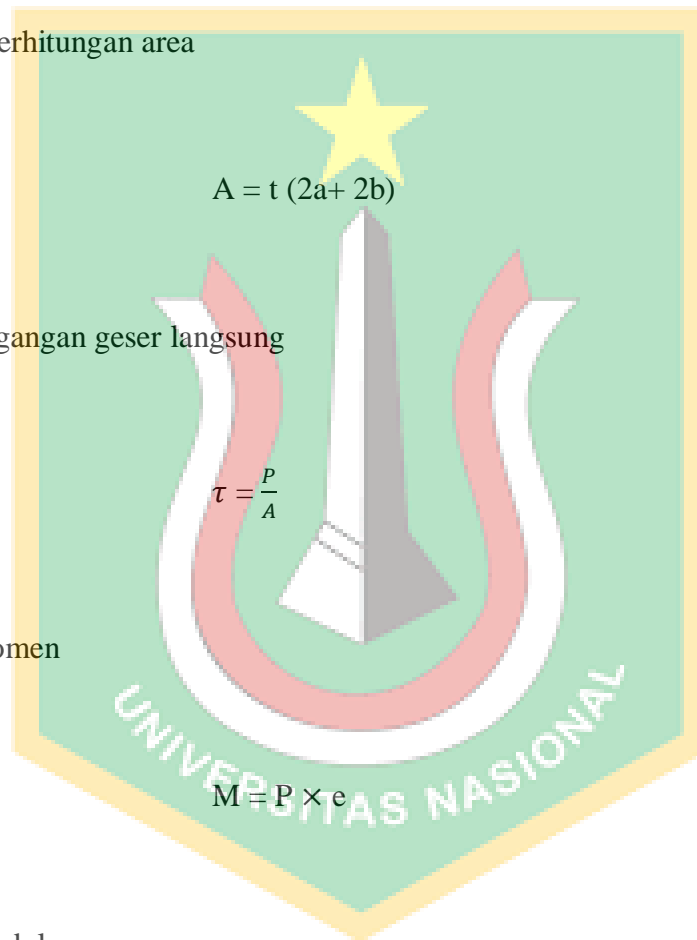 erhitungan area
A = t (2a+ 2b)
gangan geser langsung
τ = P/A
omen
UNIVERSITAS NASIONAL
M = P × e